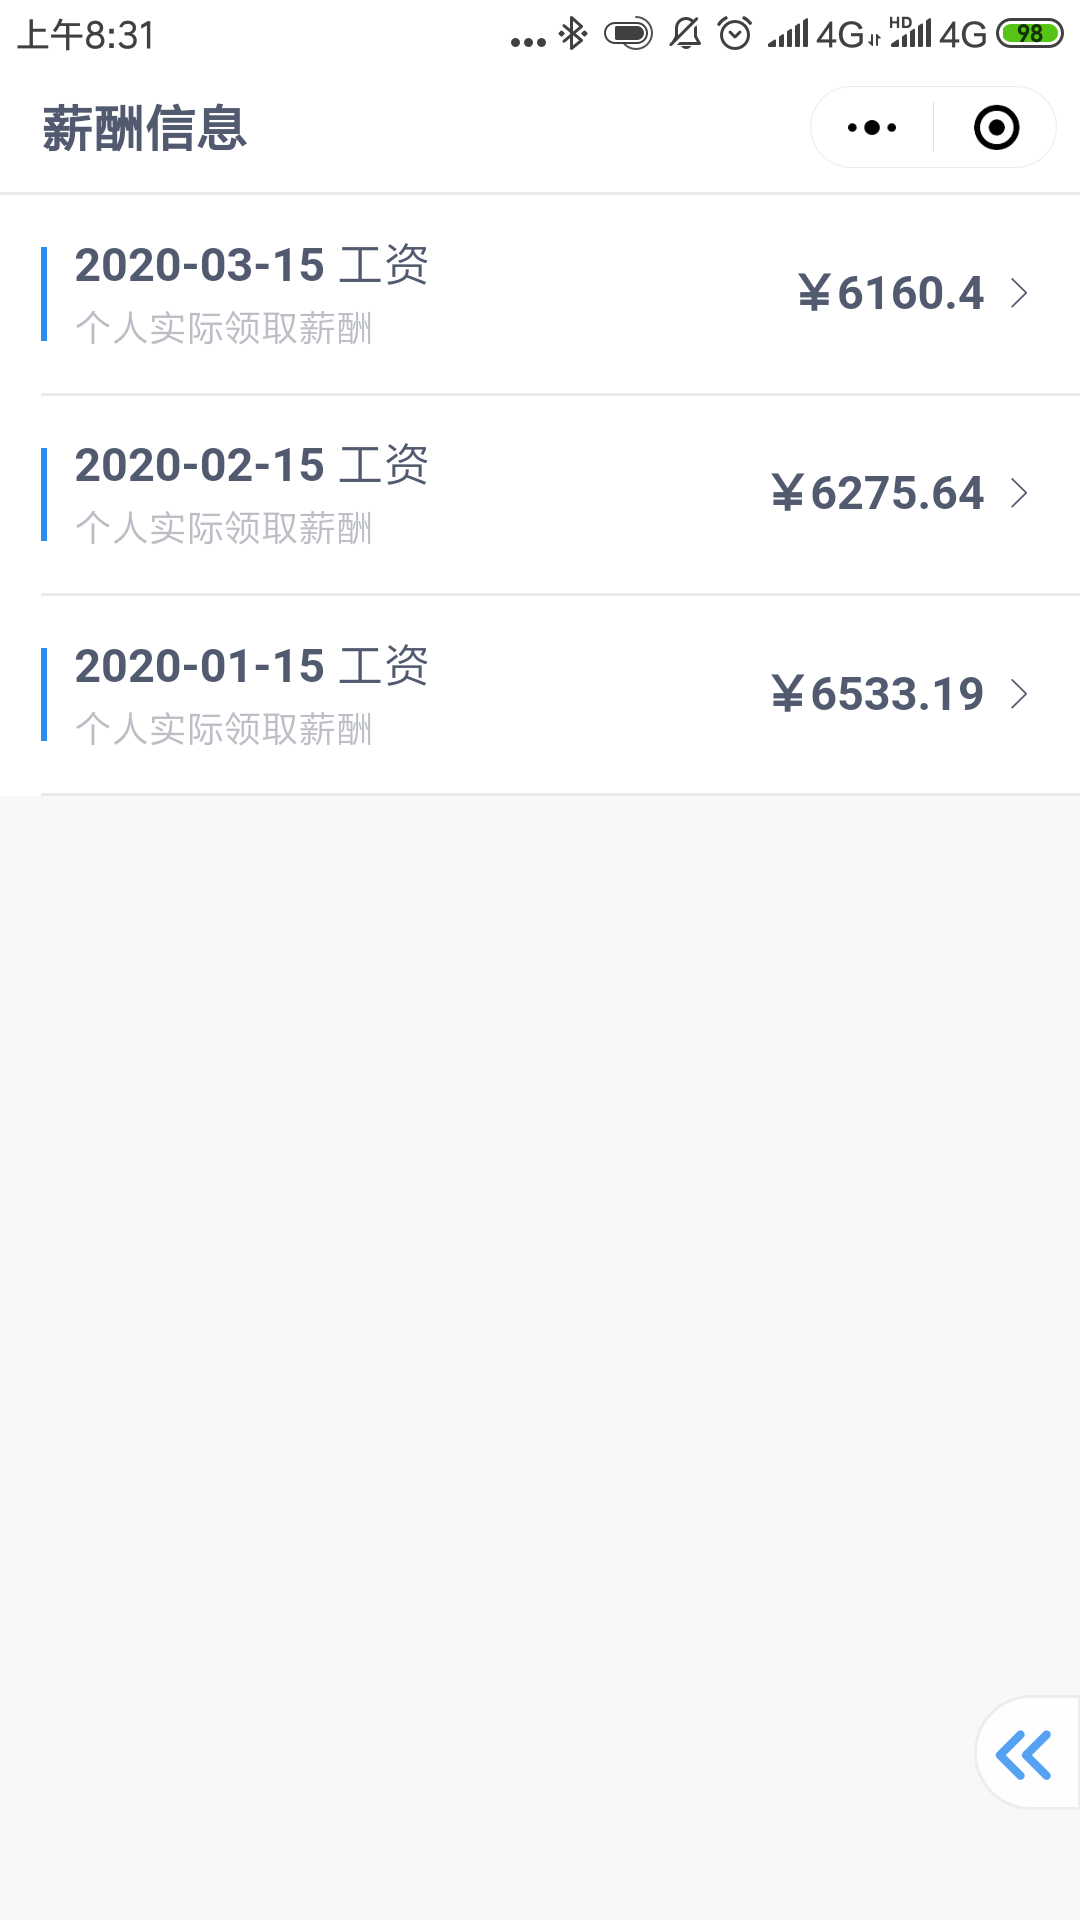 上午8:31
4G
HD
4G
98
薪酬信息
2020-03-15 工资
¥6160.4
个人实际领取薪酬
2020-02-15 工资
¥6275.64
个人实际领取薪酬
2020-01-15 工资
¥6533.19
个人实际领取薪酬